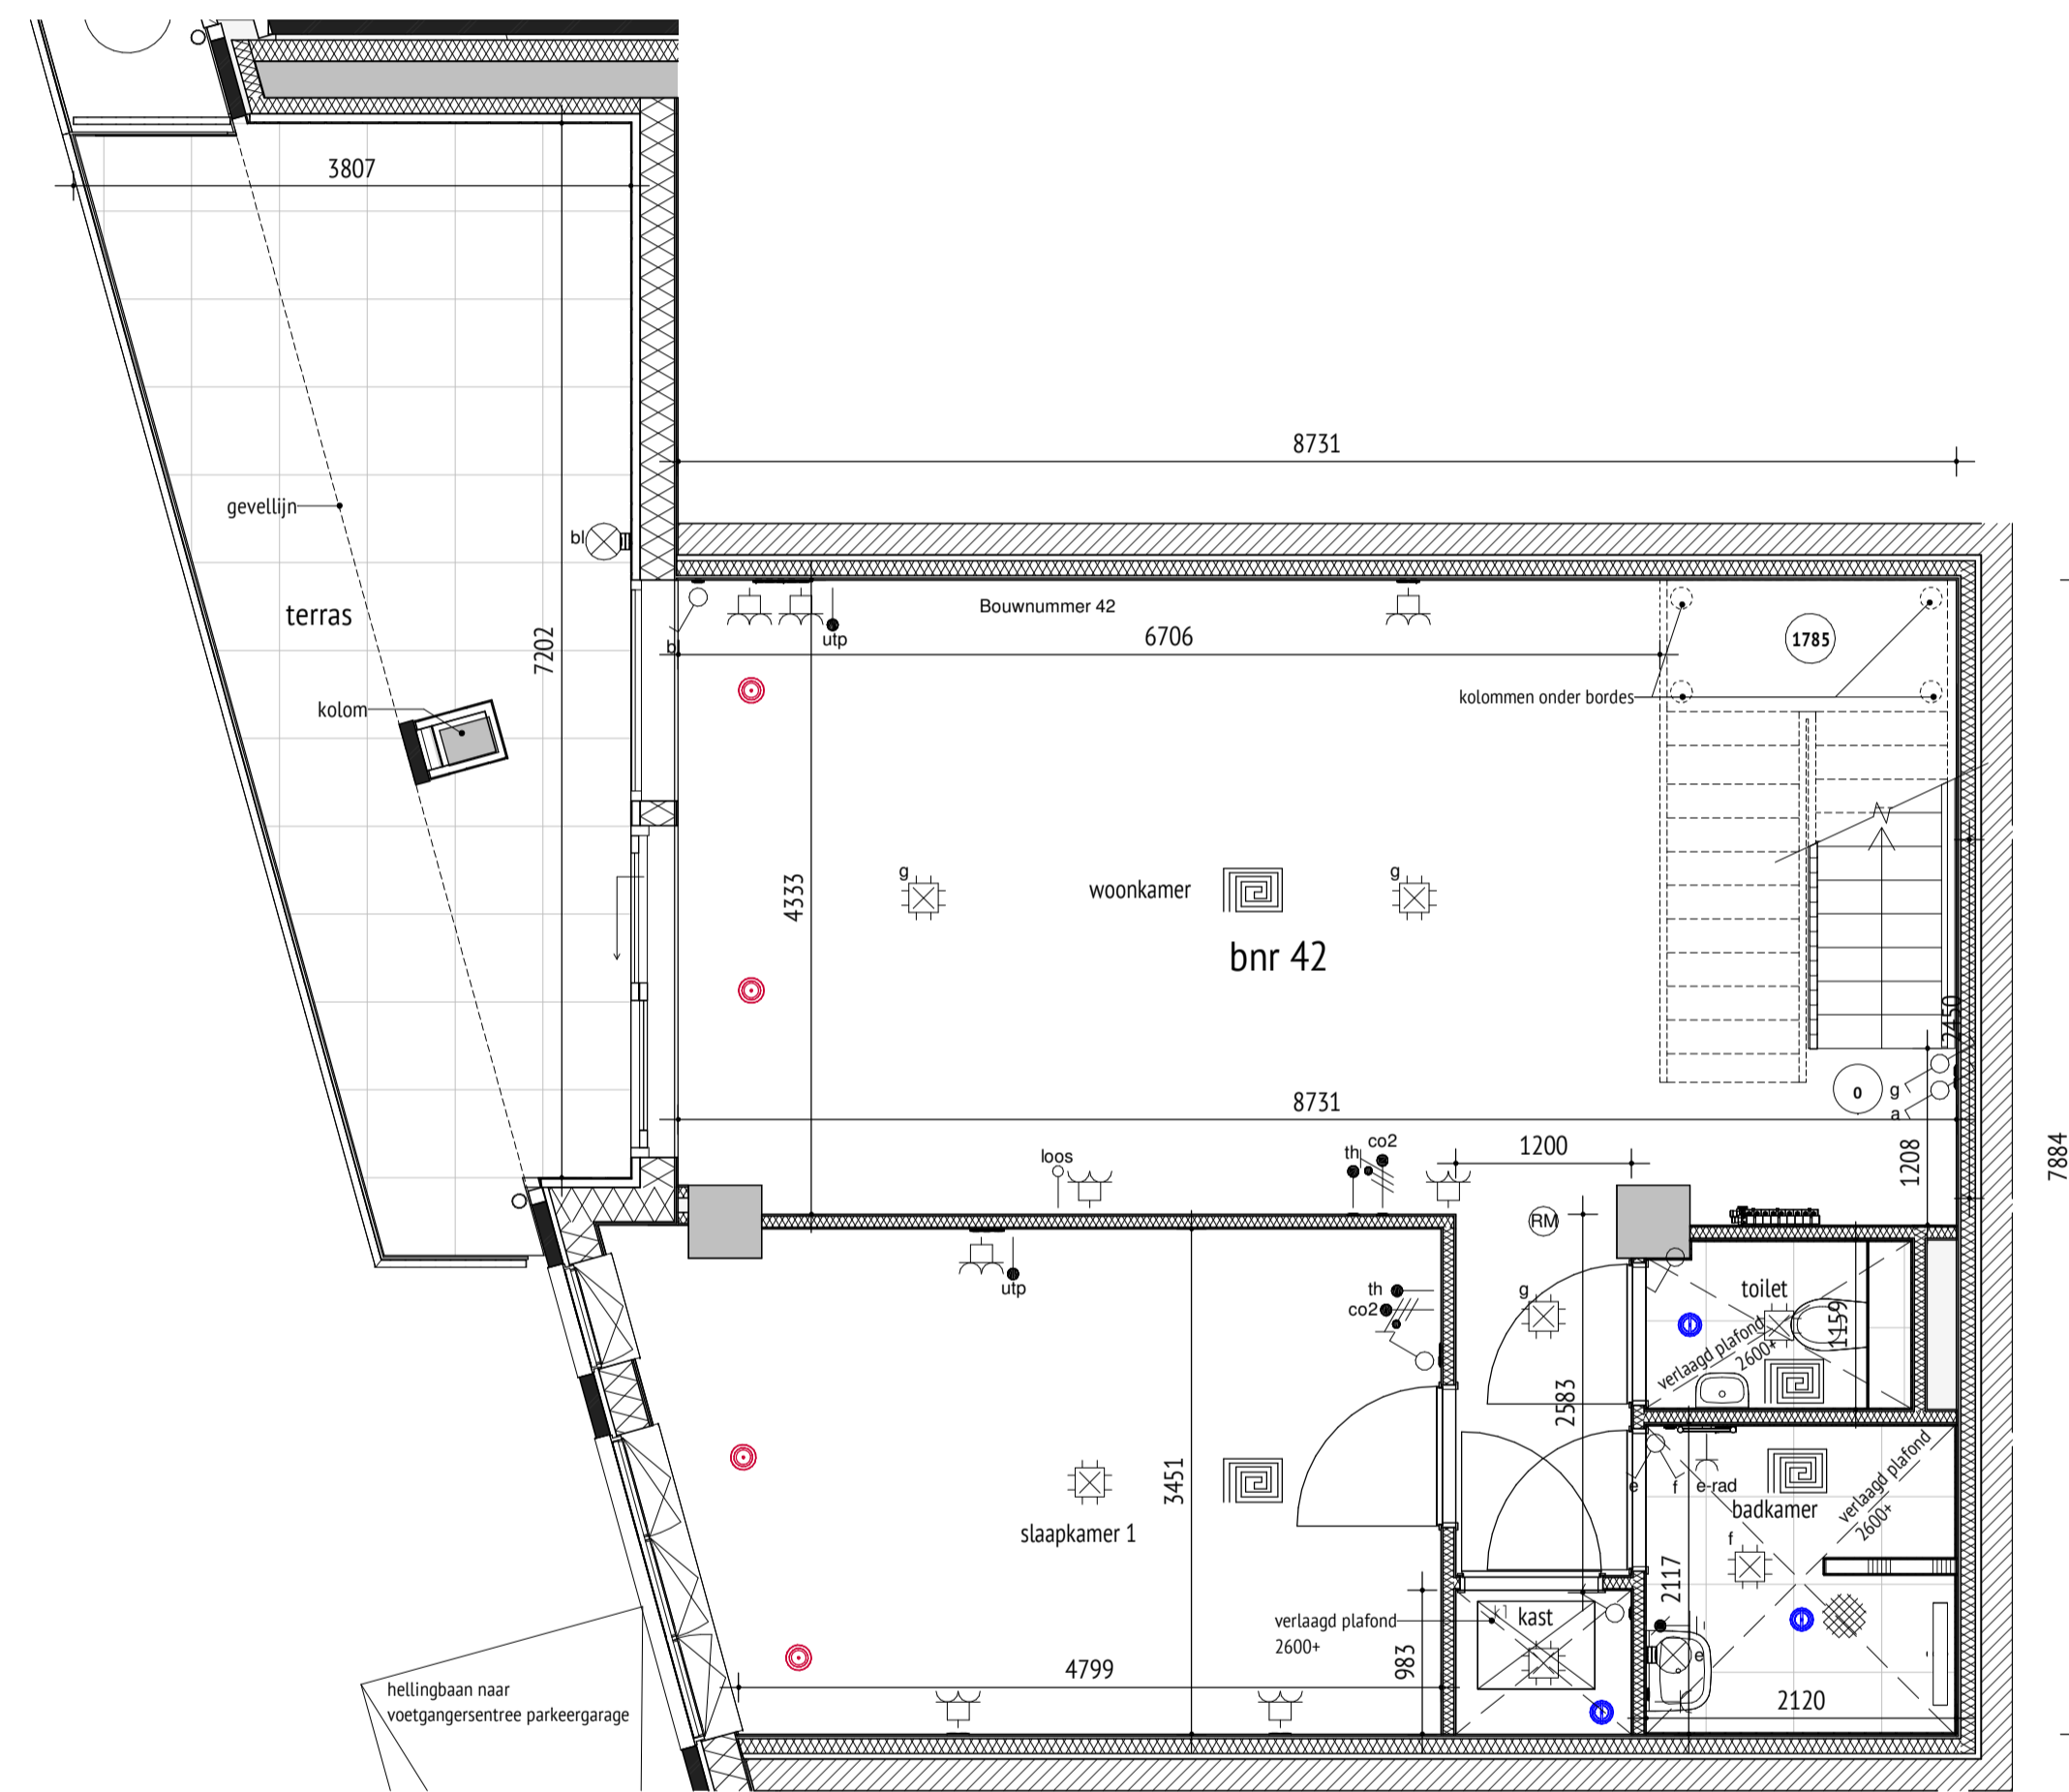 3807
8731
gevellijn
bl
terras
7202
kolom
Bouwnummer 42
utp
bl
6706
1785
kolommen onder bordes
g
g
woonkamer
4333
bnr 42
2450
0
g
a
8731
1208
7884
loos
th
co2
1200
RM
utp
th
co2
g
toilet
1159
verlaagd plafond
2600+
2583
3451
slaapkamer 1
e
f
e-rad
badkamer
verlaagd plafond
2600+
f
2117
verlaagd plafond
2600+
kast
983
e
4799
2120
hellingbaan naar
voetgangersentree parkeergarage